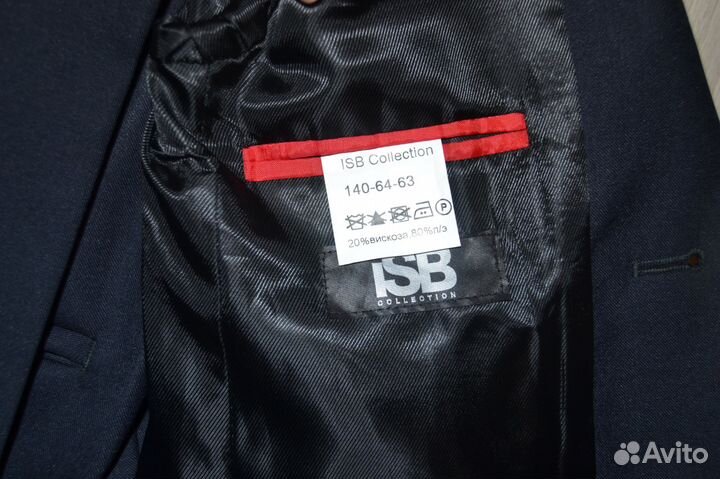 ISB Collection
140-64-63
P
20%вискоза,80%п/э
ISB
COLLECTION
Avito